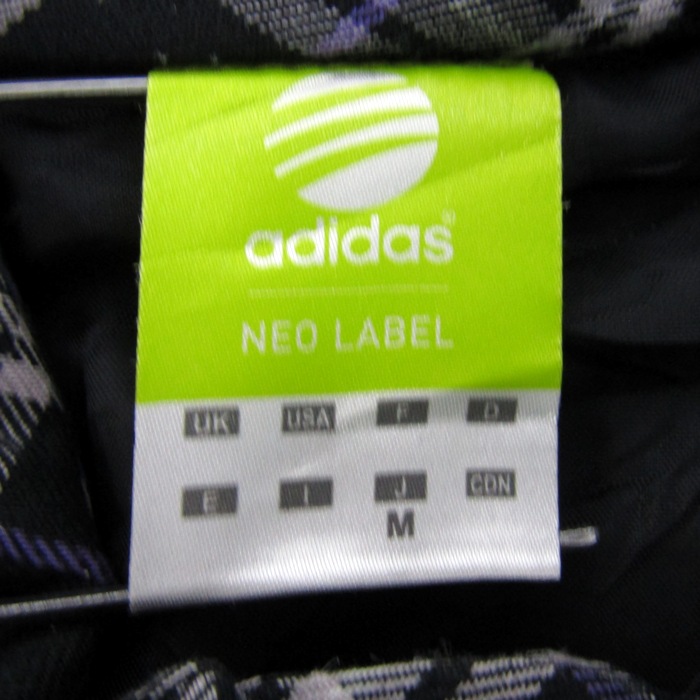 adidas®
NEO LABEL
UK USA F D
E I J CDN
M